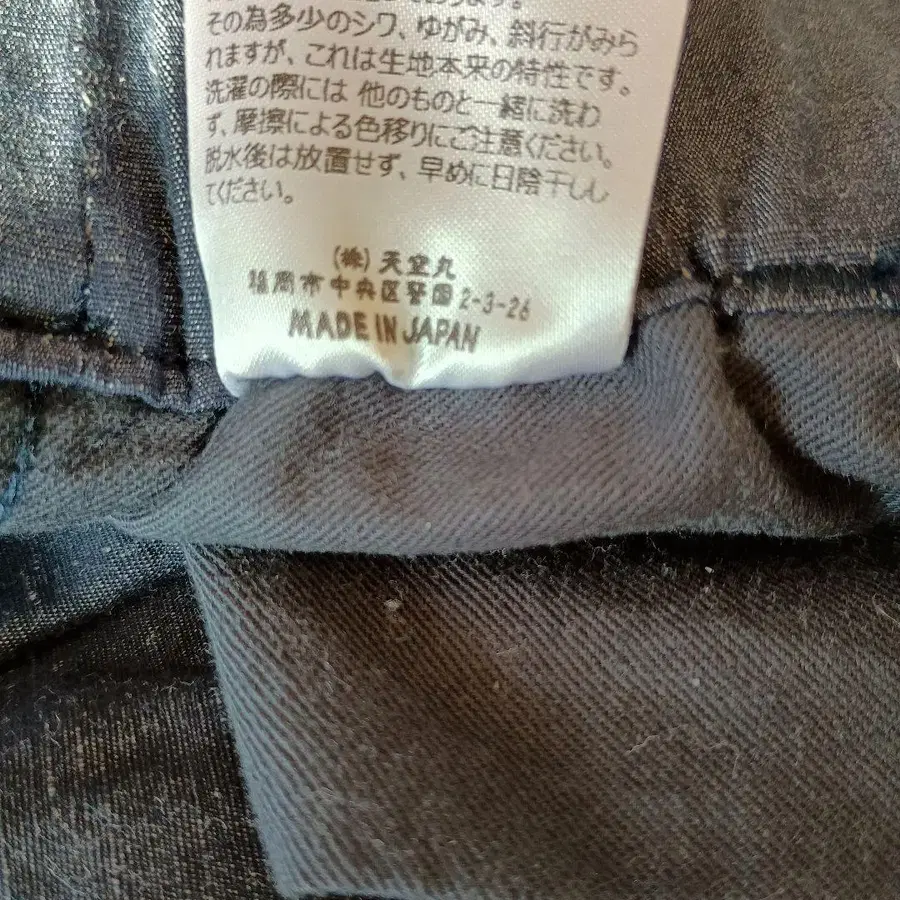 その為多少のシワ、ゆがみ、斜行がみら
れますが、これは生地本来の特性です。
洗濯の際には 他のものと一緒に洗わ
ず、摩擦による色移りにご注意ください。
脱水後は放置せず、早めに日陰干しし
てください。
(株) 天空丸
福岡市中央区警固2-3-26
MADE IN JAPAN